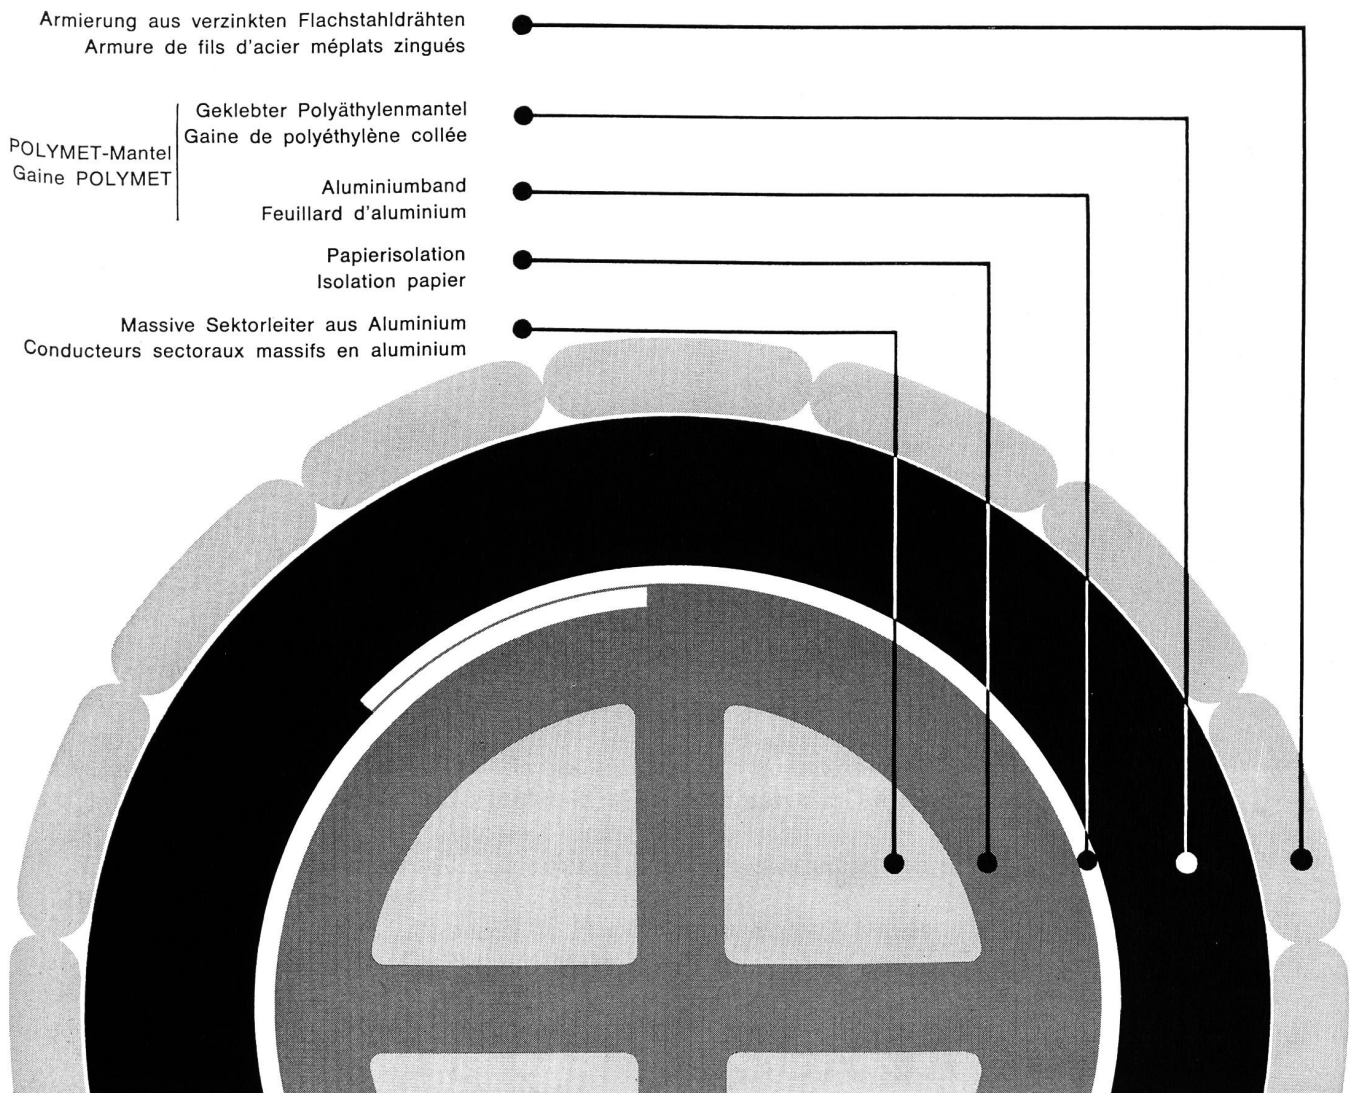 Armierung aus verzinkten Flachstahldrähten
Armure de fils d'acier méplats zingués
POLYMET-Mantel
Gaine POLYMET
Geklebter Polyäthylenmantel
Gaine de polyéthylène collée
Aluminiumband
Feuillard d'aluminium
Papierisolation
Isolation papier
Massive Sektorleiter aus Aluminium
Conducteurs sectoraux massifs en aluminium